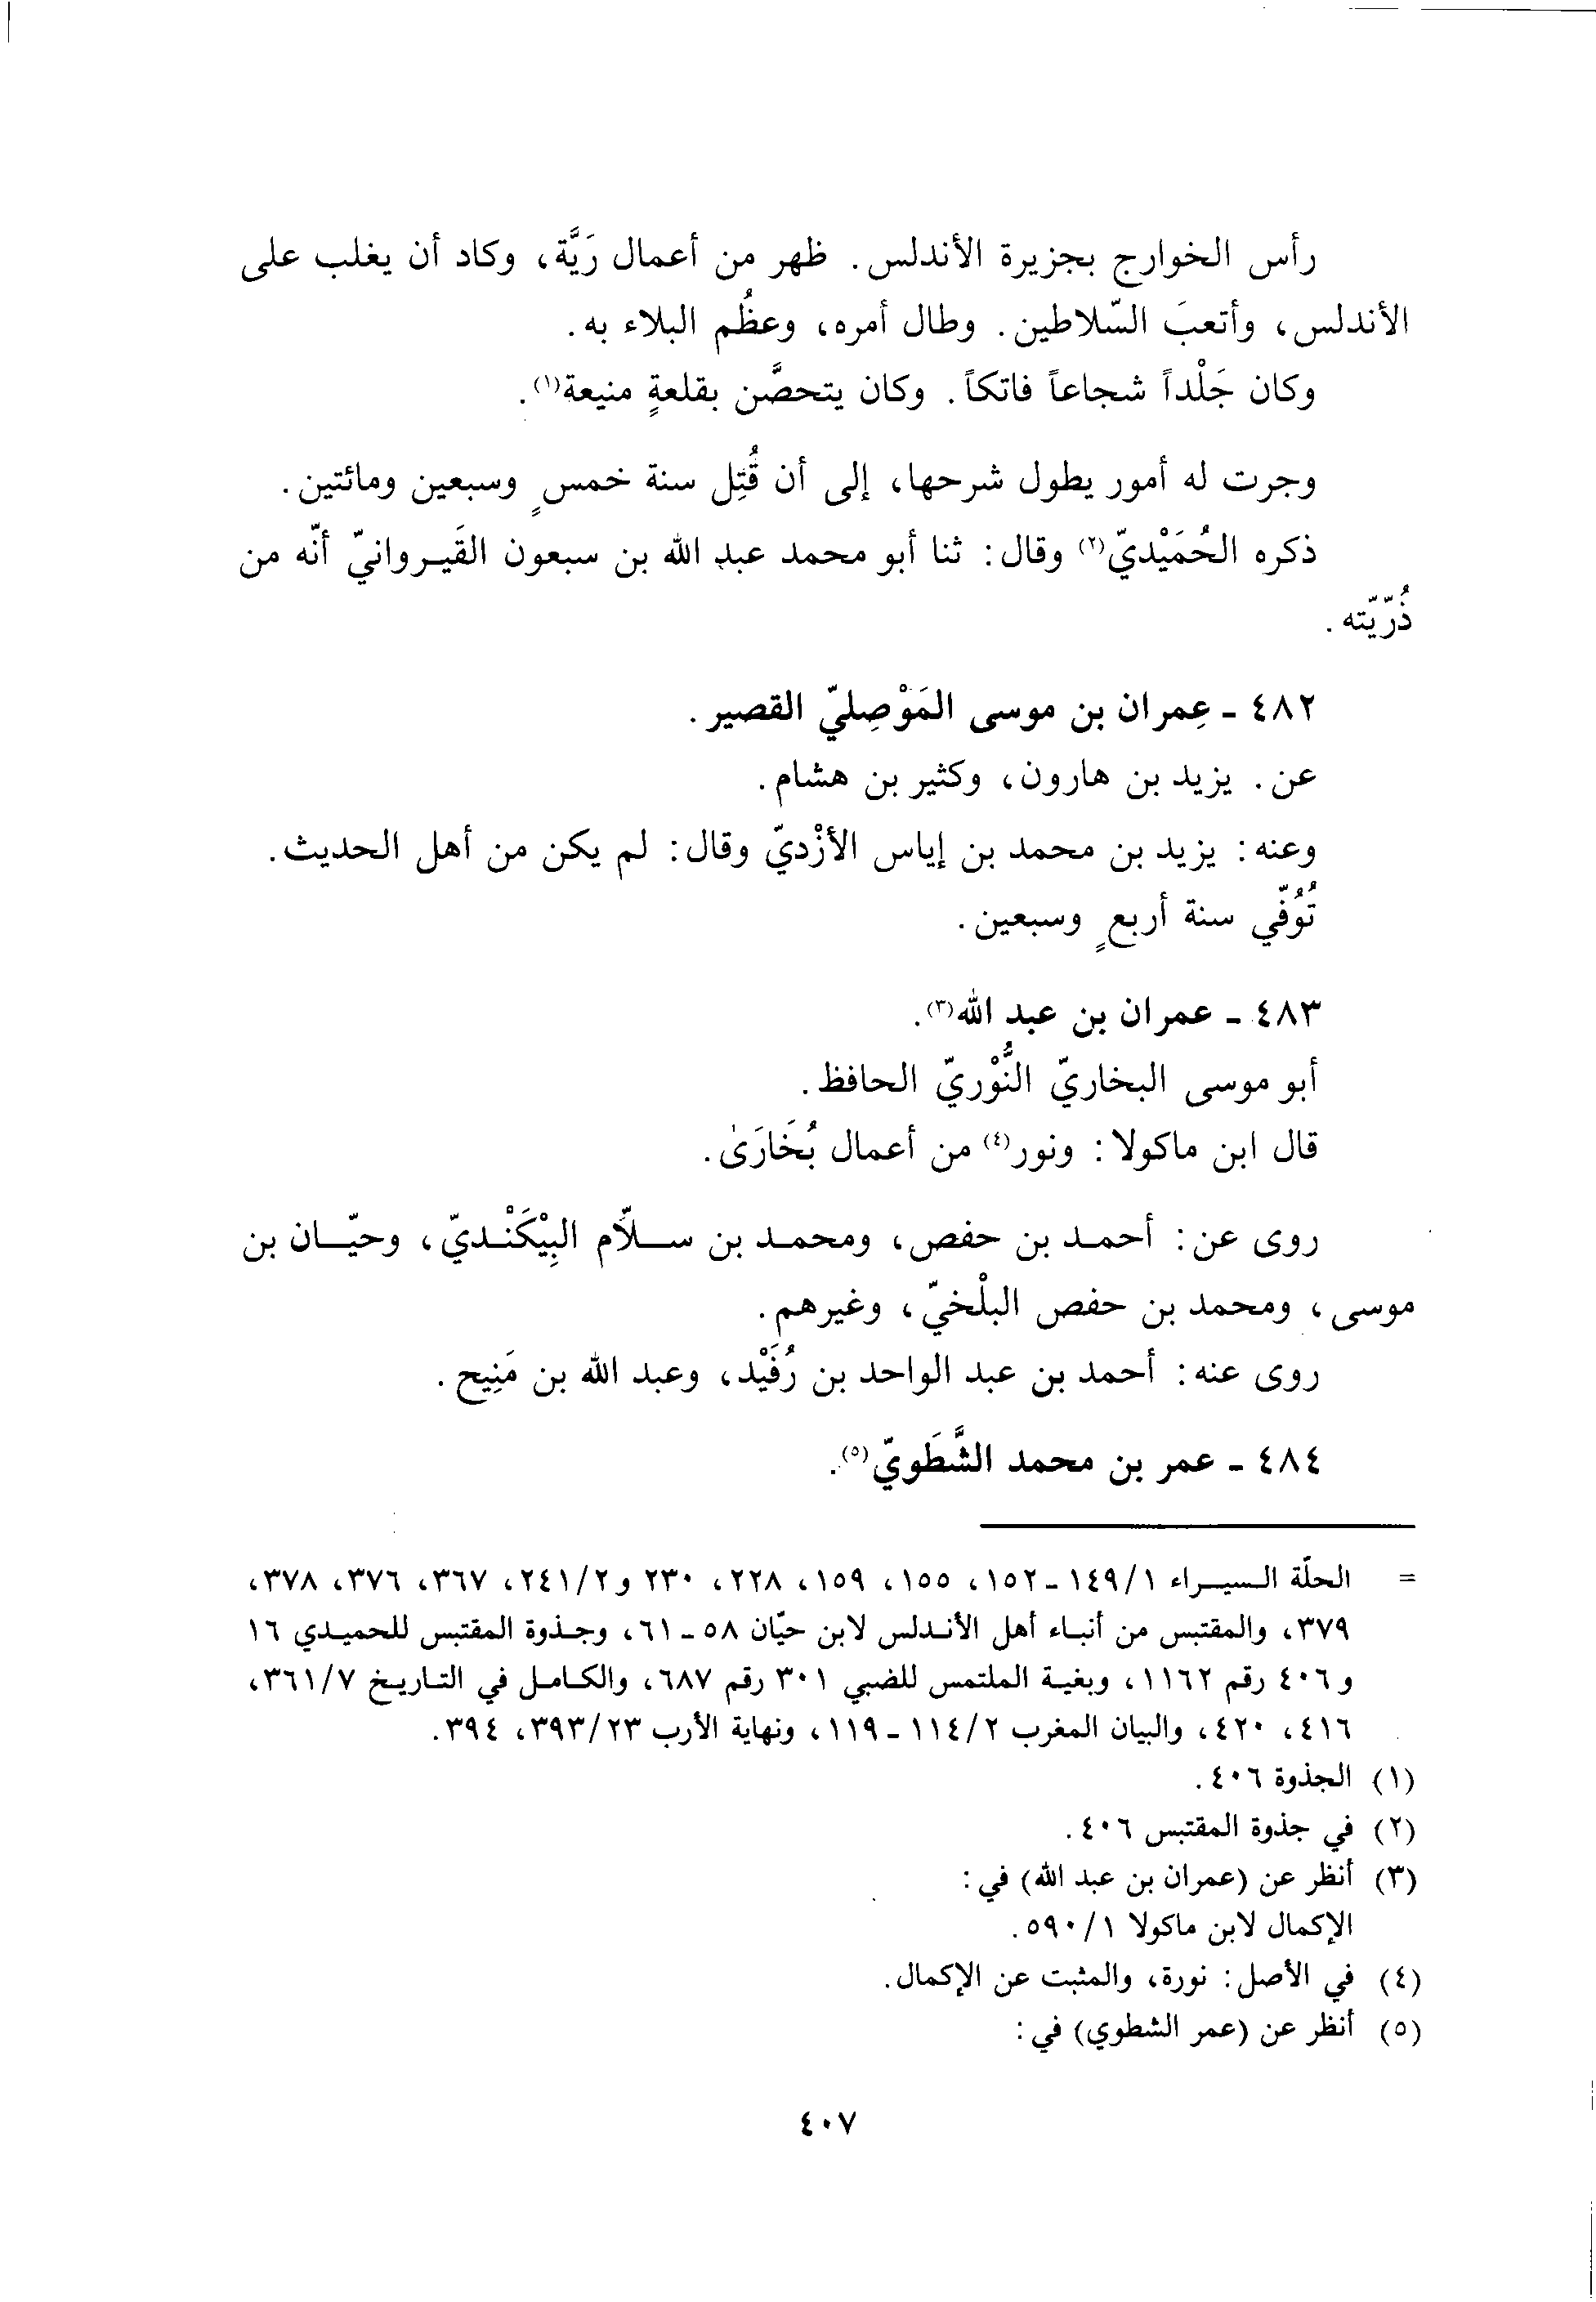 رأس الخوارج بجزيرة الأندلس. ظهر من أعمال رَيَّة، وكاد أن يغلب على
الأندلس، وأتعبَ السّلاطين. وطال أمره، وعظُم البلاء به.
وكان جَلْداً شجاعاً فاتكاً. وكان يتحصَّن بقلعةٍ منيعة(١).
وجرت له أمور يطول شرحها، إلى أن قُتِل سنة خمسٍ وسبعين ومائتين.
ذكره الحُمَيْديّ(٢) وقال: ثنا أبو محمد عبد الله بن سبعون القَيروانيّ أنّه من
ذُرّيّته.
٤٨٢ - عِمران بن موسى المَوْصِليّ القصير.
عن. يزيد بن هارون، وكثير بن هشام.
وعنه: يزيد بن محمد بن إياس الأزْديّ وقال: لم يكن من أهل الحديث.
تُوُفّي سنة أربعٍ وسبعين.
٤٨٣ - عمران بن عبد الله(٣).
أبو موسى البخاريّ النُّوْريّ الحافظ.
قال ابن ماكولا: ونور(٤) من أعمال بُخَارَىٰ.
روى عن: أحمد بن حفص، ومحمد بن سلّام البِيْكَنْديّ، وحيّان بن
موسى، ومحمد بن حفص البلْخيّ، وغيرهم.
روى عنه: أحمد بن عبد الواحد بن رُفَيْد، وعبد الله بن مَنِيح.
٤٨٤ - عمر بن محمد الشَّطَويّ(٥).
= الحلّة السيراء ١٤٩/١ - ١٥٢، ١٥٥، ١٥٩، ٢٢٨، ٢٣٠ و٢٤١/٢، ٣٦٧، ٣٧٦، ٣٧٨،
٣٧٩، والمقتبس من أنباء أهل الأندلس لابن حيّان ٥٨ - ٦١، وجذوة المقتبس للحميدي ١٦
و٤٠٦ رقم ١١٦٢، وبغية الملتمس للضبي ٣٠١ رقم ٦٨٧، والكامل في التاريخ ٣٦١/٧،
٤١٦، ٤٢٠، والبيان المغرب ١١٤/٢ - ١١٩، ونهاية الأرب ٣٩٣/٢٣، ٣٩٤.
(١) الجذوة ٤٠٦.
(٢) في جذوة المقتبس ٤٠٦.
(٣) أنظر عن (عمران بن عبد الله) في:
الإكمال لابن ماكولا ٥٩٠/١.
(٤) في الأصل: نورة، والمثبت عن الإكمال.
(٥) أنظر عن (عمر الشطوي) في:
٤٠٧